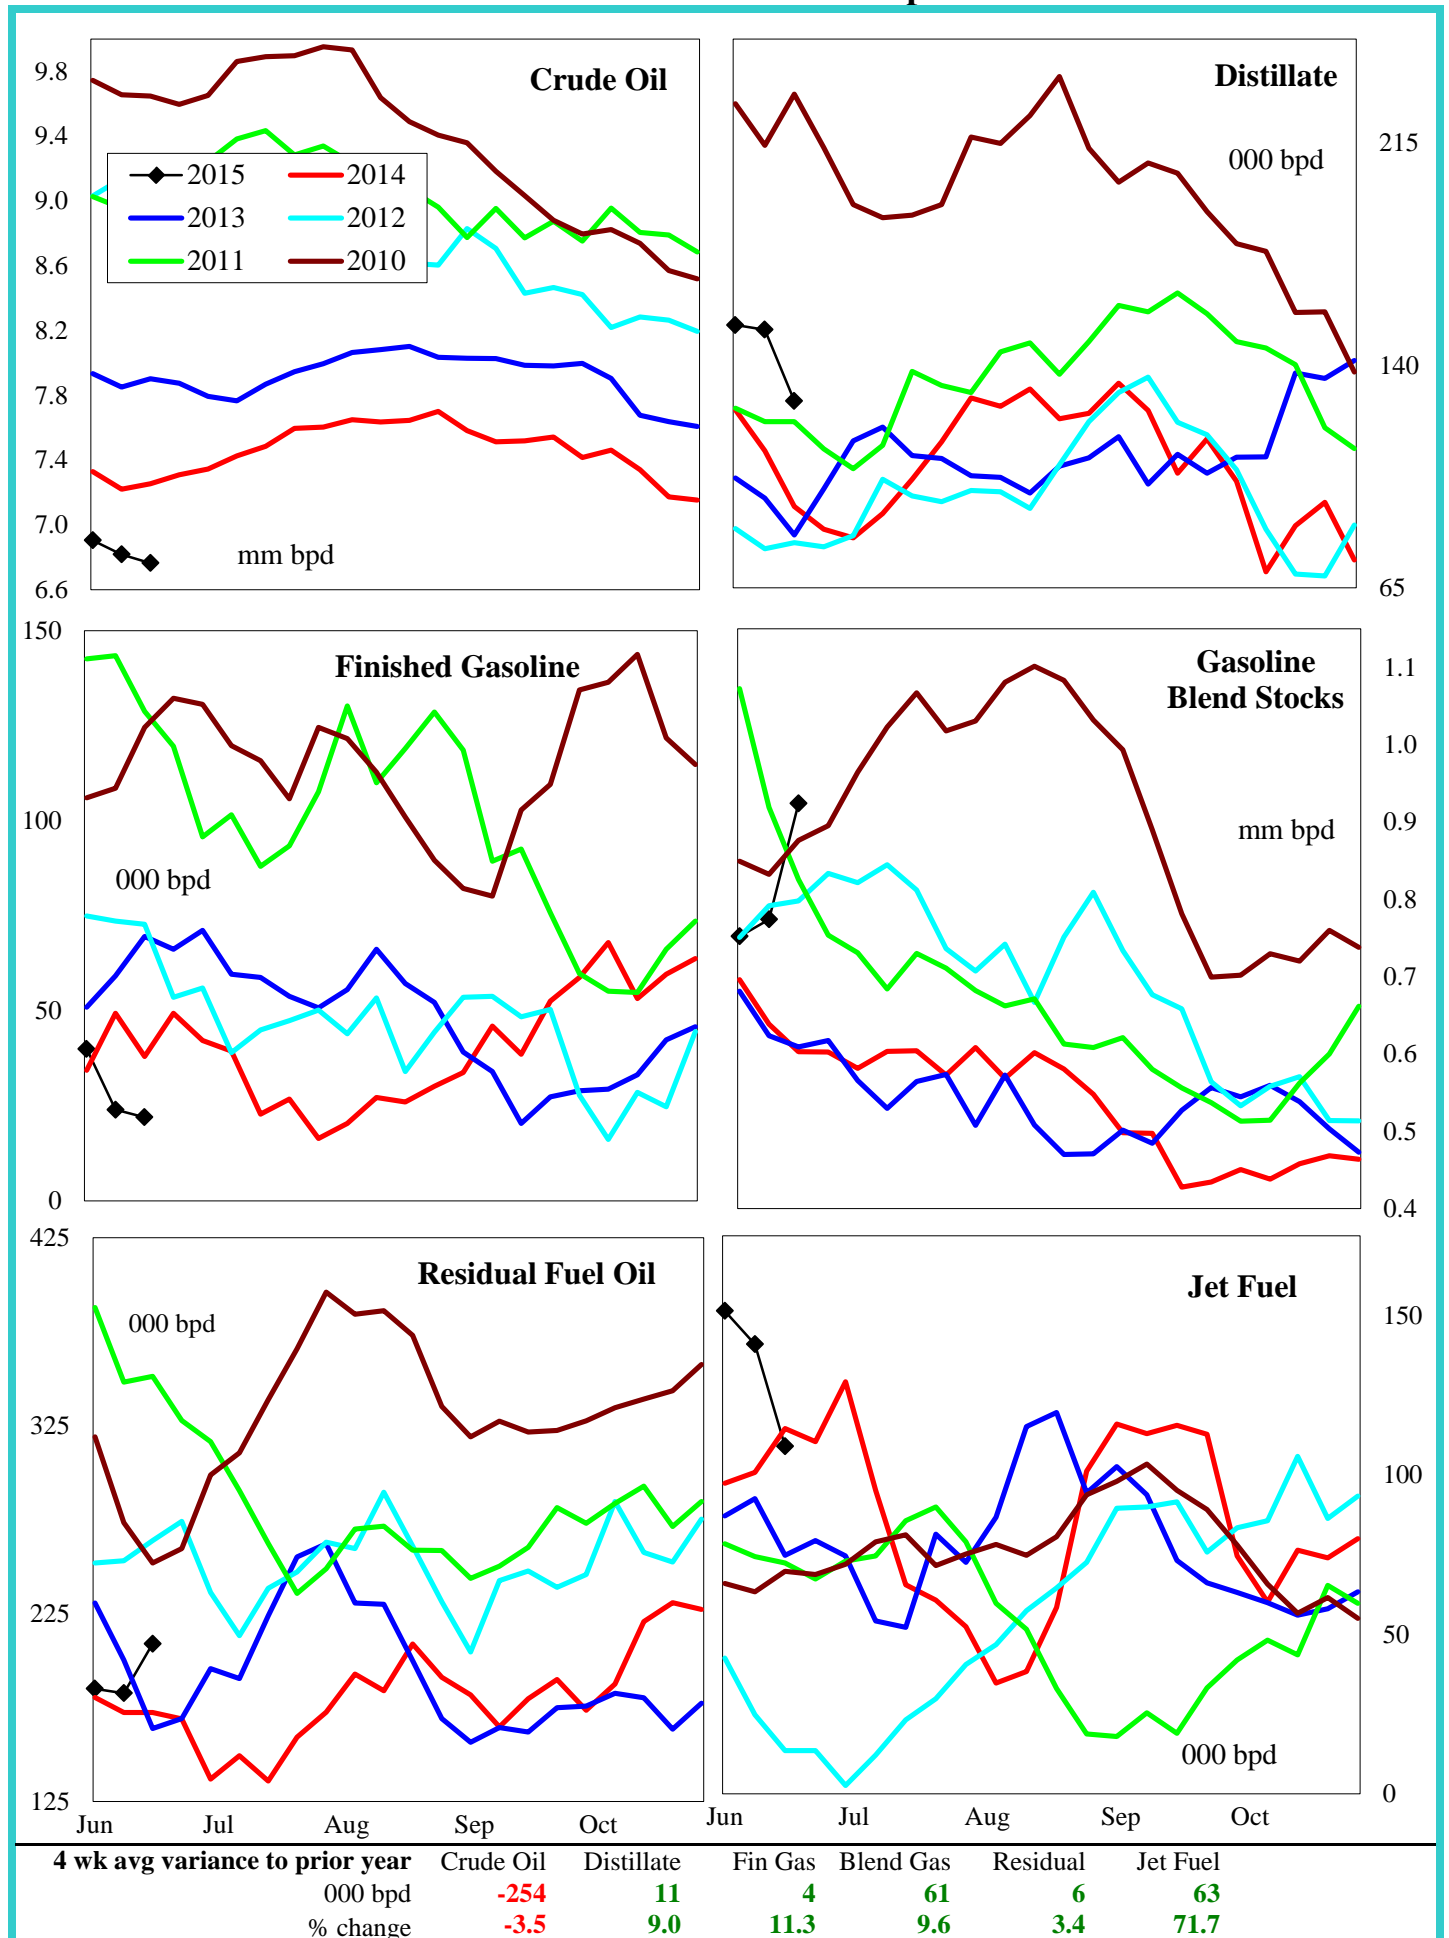 Crude Oil
9.8
9.4
9.0
8.6
8.2
7.8
7.4
7.0
6.6
2015 2014
2013 2012
2011 2010
mm bpd
Distillate
000 bpd
215
140
65
Finished Gasoline
150
100
50
0
000 bpd
Gasoline
Blend Stocks
mm bpd
1.1
1.0
0.9
0.8
0.7
0.6
0.5
0.4
Residual Fuel Oil
000 bpd
425
325
225
125
Jun Jul Aug Sep Oct
Jet Fuel
150
100
50
0
000 bpd
Jun Jul Aug Sep Oct
4 wk avg variance to prior year Crude Oil Distillate Fin Gas Blend Gas Residual Jet Fuel
000 bpd -254 11 4 61 6 63
% change -3.5 9.0 11.3 9.6 3.4 71.7